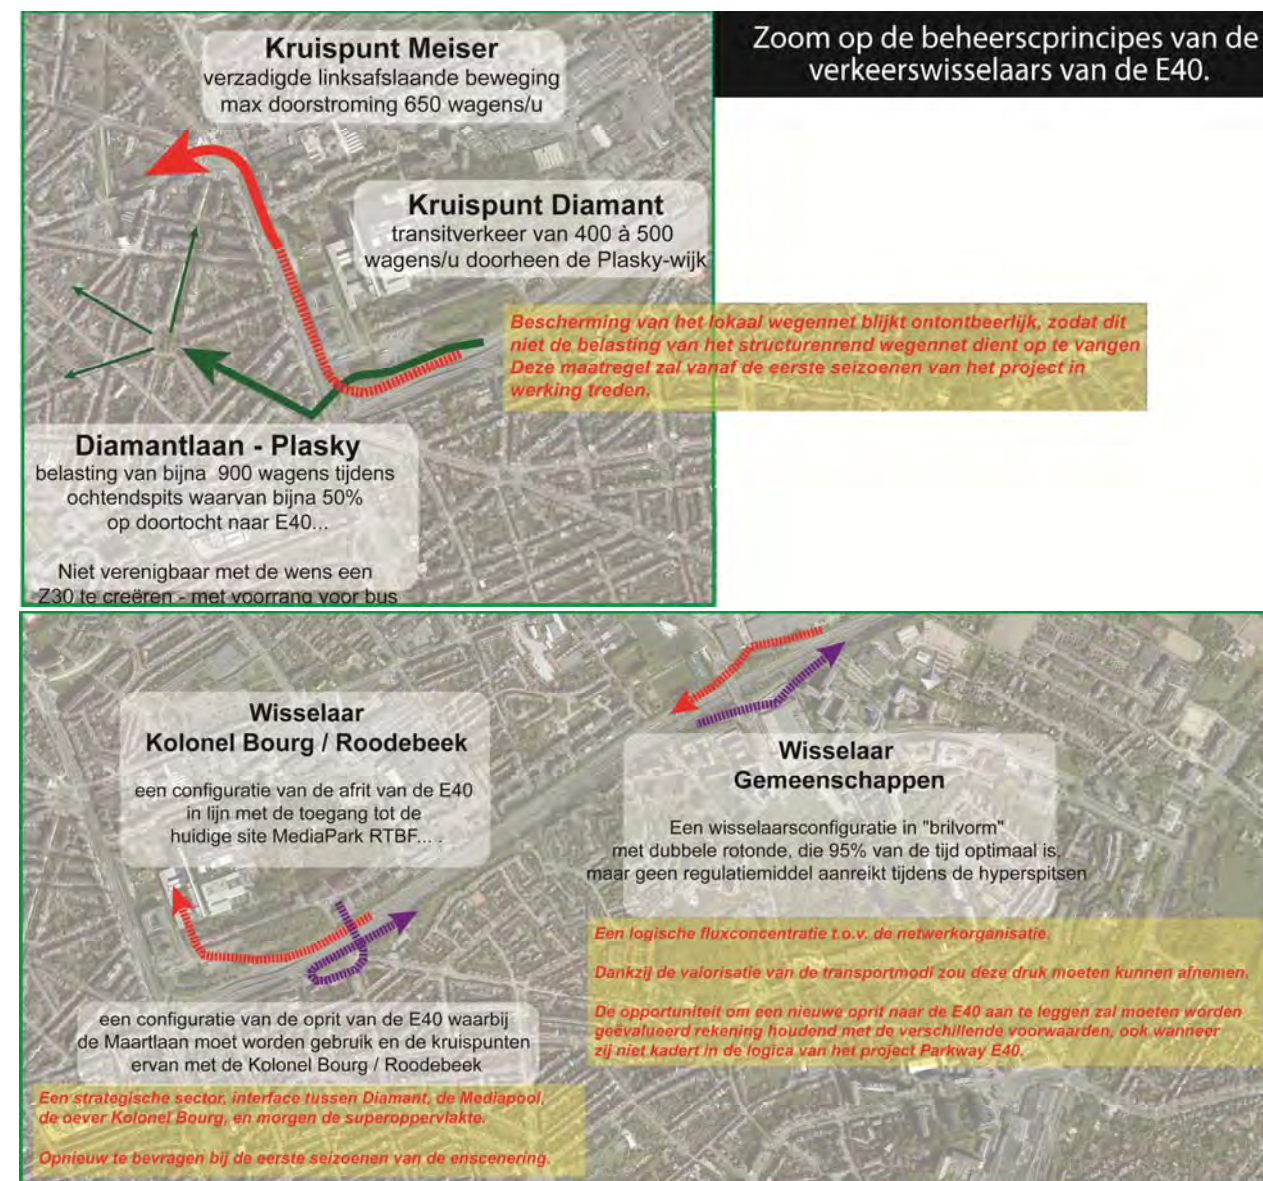 Zoom op de beheerscprincipes van de
verkeerswisselaars van de E40.
Kruispunt Meiser
verzadigde linksafslaande beweging
max doorstroming 650 wagens/u
Kruispunt Diamant
transitverkeer van 400 à 500
wagens/u doorheen de Plasky-wijk
Bescherming van het lokaal wegennet blijkt ontontbeerlijk, zodat dit
niet de belasting van het structurenrend wegennet dient op te vangen
Deze maatregel zal vanaf de eerste seizoenen van het project in
werking treden.
Diamantlaan - Plasky
belasting van bijna 900 wagens tijdens
ochtendspits waarvan bijna 50%
op doortocht naar E40...
Niet verenigbaar met de wens een
Z30 te creëren - met voorrang voor bus
Wisselaar
Kolonel Bourg / Roodebeek
een configuratie van de afrit van de E40
in lijn met de toegang tot de
huidige site MediaPark RTBF... .
een configuratie van de oprit van de E40 waarbij
de Maartlaan moet worden gebruik en de kruispunten
ervan met de Kolonel Bourg / Roodebeek
Een strategische sector, interface tussen Diamant, de Mediapool,
de oever Kolonel Bourg, en morgen de superoppervlakte.
Opnieuw te bevragen bij de eerste seizoenen van de enscenering.
Wisselaar
Gemeenschappen
Een wisselaarsconfiguratie in "brilvorm"
met dubbele rotonde, die 95% van de tijd optimaal is,
maar geen regulatiemiddel aanreikt tijdens de hyperspitsen
Een logische fluxconcentratie t.o.v. de netwerkorganisatie.
Dankzij de valorisatie van de transportmodi zou deze druk moeten kunnen afnemen.
De opportuniteit om een nieuwe oprit naar de E40 aan te leggen zal moeten worden
geëvalueerd rekening houdend met de verschillende voorwaarden, ook wanneer
zij niet kadert in de logica van het project Parkway E40.